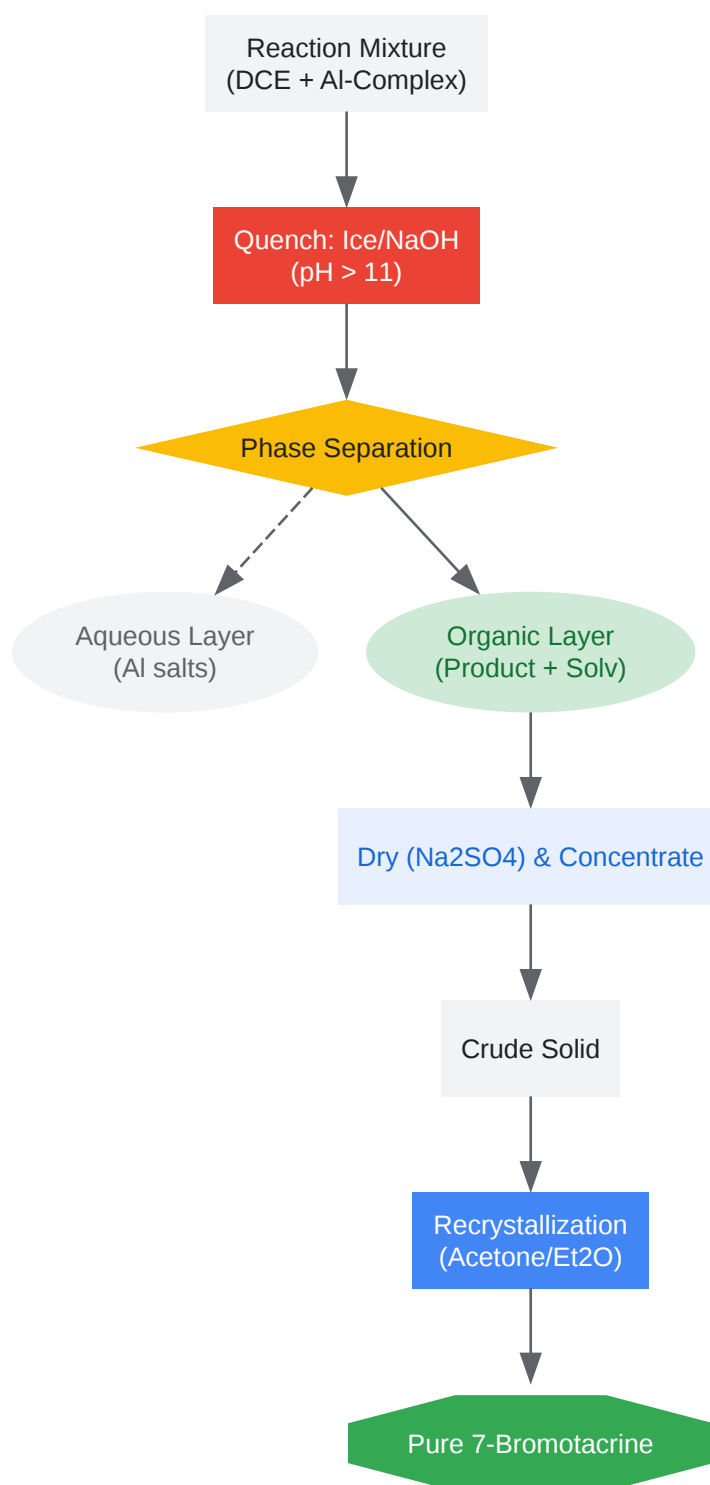 Reaction Mixture
(DCE + Al-Complex)
Quench: Ice/NaOH
(pH > 11)
Phase Separation
Aqueous Layer
(Al salts)
Organic Layer
(Product + Solv)
Dry (Na2SO4) & Concentrate
Crude Solid
Recrystallization
(Acetone/Et2O)
Pure 7-Bromotacrine